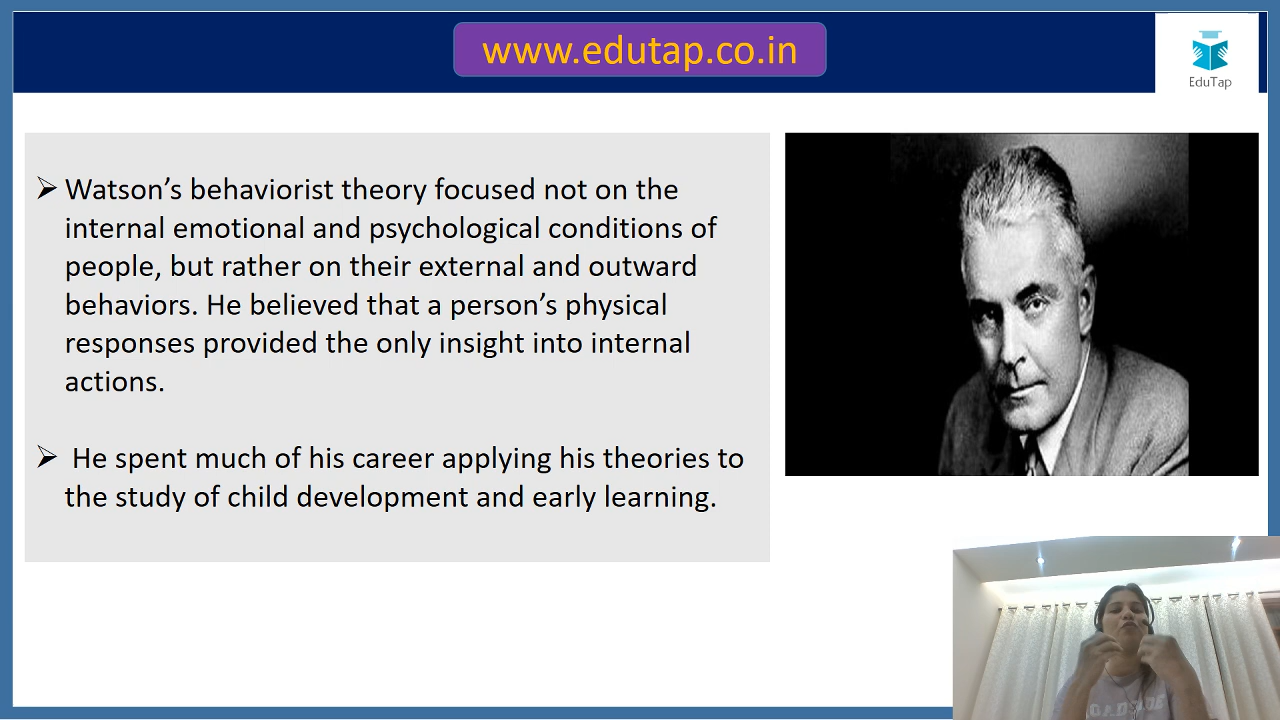 www.edutap.co.in
EduTap
➢ Watson’s behaviorist theory focused not on the
internal emotional and psychological conditions of
people, but rather on their external and outward
behaviors. He believed that a person’s physical
responses provided the only insight into internal
actions.
➢ He spent much of his career applying his theories to
the study of child development and early learning.